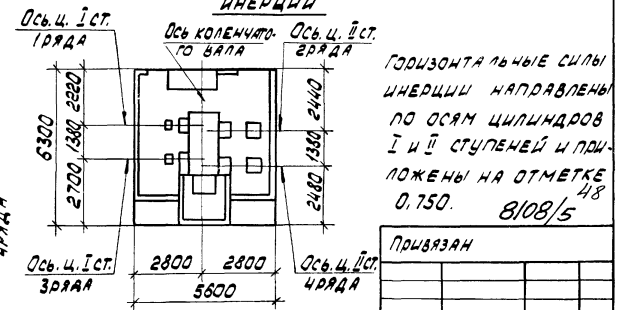 ИНЕРЦИИ
Ось.ц. I ст.
1 РЯДА
Ось коленчато-
го вала
Ось.ц. II ст.
2 РЯДА
6300
2220
1380
2700
2440
1380
2480
Горизонтальные силы
инерции направлены
по осям цилиндров
I и II ступеней и при-
ложены на отметке
0,750.
8108/5
48
Привязан
4 РЯДА
Ось.ц. I ст.
3 РЯДА
2800
2800
5600
Ось.ц. II ст.
4 РЯДА